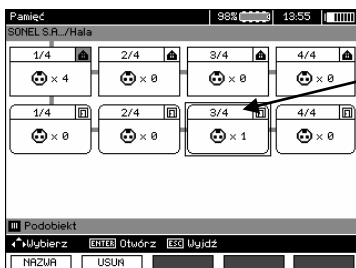 Pamięć 98% 13:55
SONEL S.A../Hala
1/4 2/4 3/4 4/4
× 4 × 0 × 0 × 0
1/4 2/4 3/4 4/4
× 0 × 0 × 1 × 0
Podobiekt
Wybierz ENTER Otwórz ESC Wyjdź
NAZWA USUŃ